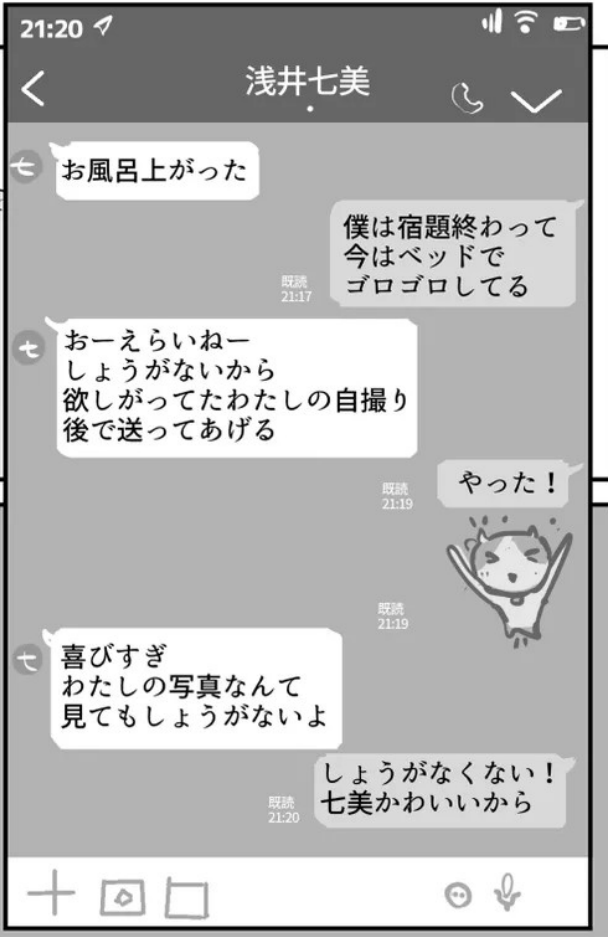 21:20
浅井七美
七
お風呂上がった
僕は宿題終わって
今はベッドで
ゴロゴロしてる
既読
21:17
七
おーえらいねー
しょうがないから
欲しがってたわたしの自撮り
後で送ってあげる
やった！
既読
21:19
既読
21:19
七
喜びすぎ
わたしの写真なんて
見てもしょうがないよ
しょうがなくない！
七美かわいいから
既読
21:20